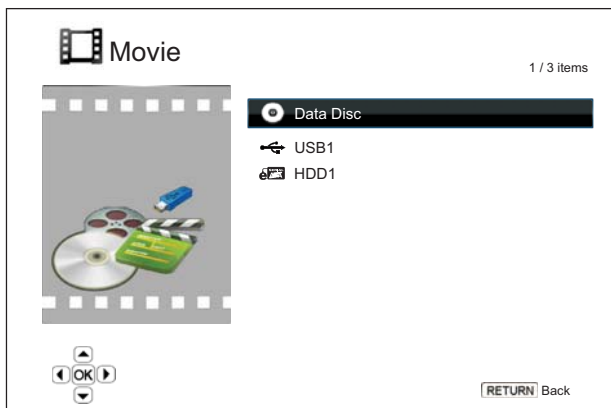 Movie
1 / 3 items
Data Disc
USB1
HDD1
OK
RETURN Back